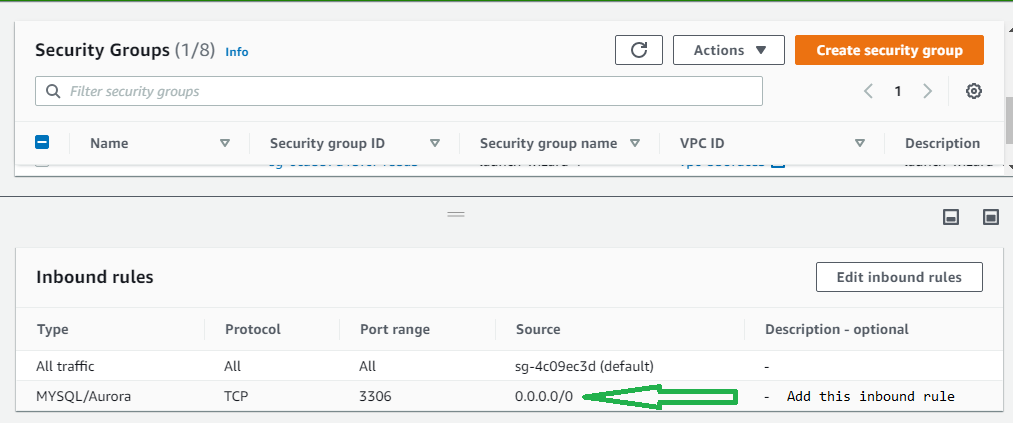 Security Groups (1/8) Info
Actions
Create security group
Filter security groups
1
Name Security group ID Security group name VPC ID Description
Inbound rules
Edit inbound rules
Type Protocol Port range Source Description - optional
All traffic All All sg-4c09ec3d (default) -
MYSQL/Aurora TCP 3306 0.0.0.0/0 - Add this inbound rule